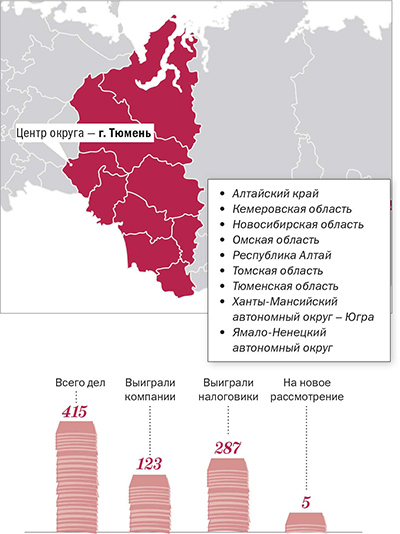 Центр округа — г. Тюмень
• Алтайский край
• Кемеровская область
• Новосибирская область
• Омская область
• Республика Алтай
• Томская область
• Тюменская область
• Ханты-Мансийский
автономный округ – Югра
• Ямало-Ненецкий
автономный округ
Всего дел
415
Выиграли
компании
123
Выиграли
налоговики
287
На новое
рассмотрение
5